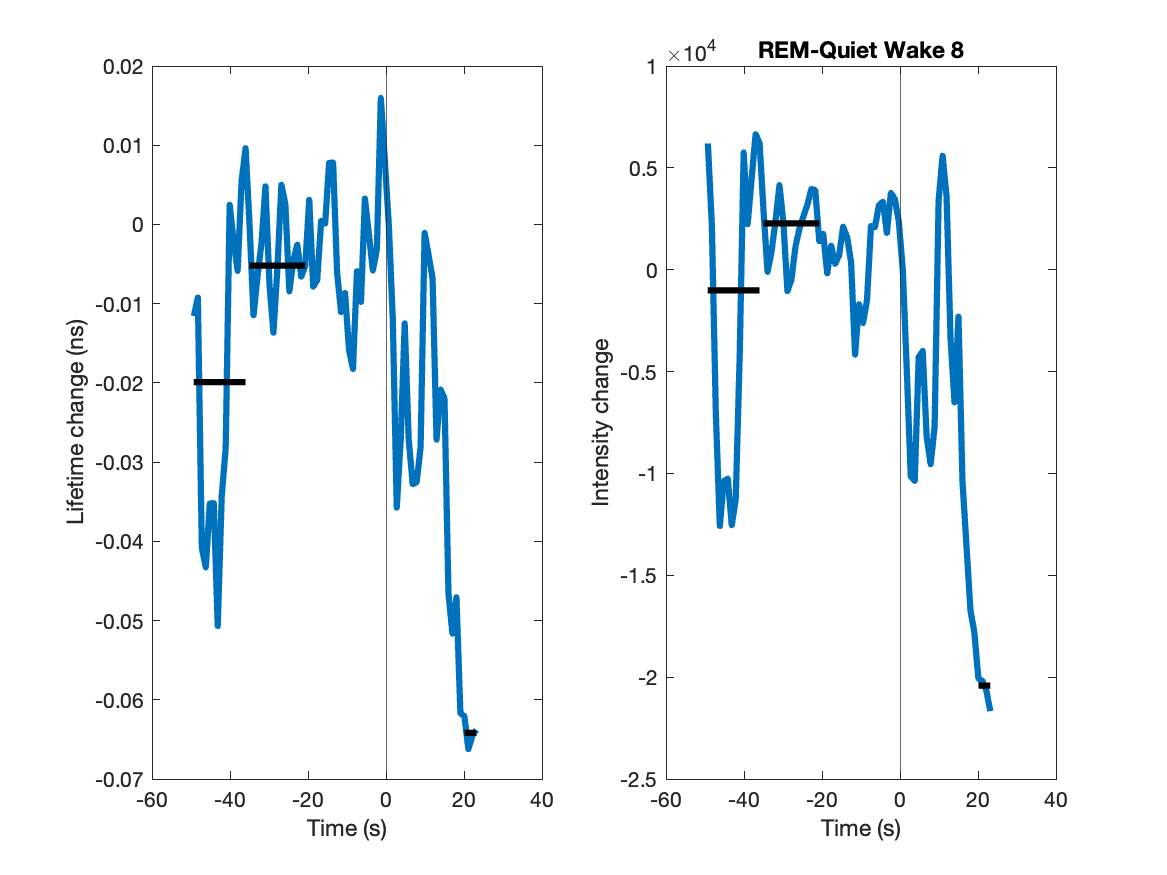 0.02
0.01
0
-0.01
-0.02
-0.03
-0.04
-0.05
-0.06
-0.07
-60 -40 -20 0 20 40
Time (s)
Lifetime change (ns)
REM-Quiet Wake 8
×10⁴
1
0.5
0
-0.5
-1
-1.5
-2
-2.5
-60 -40 -20 0 20 40
Time (s)
Intensity change